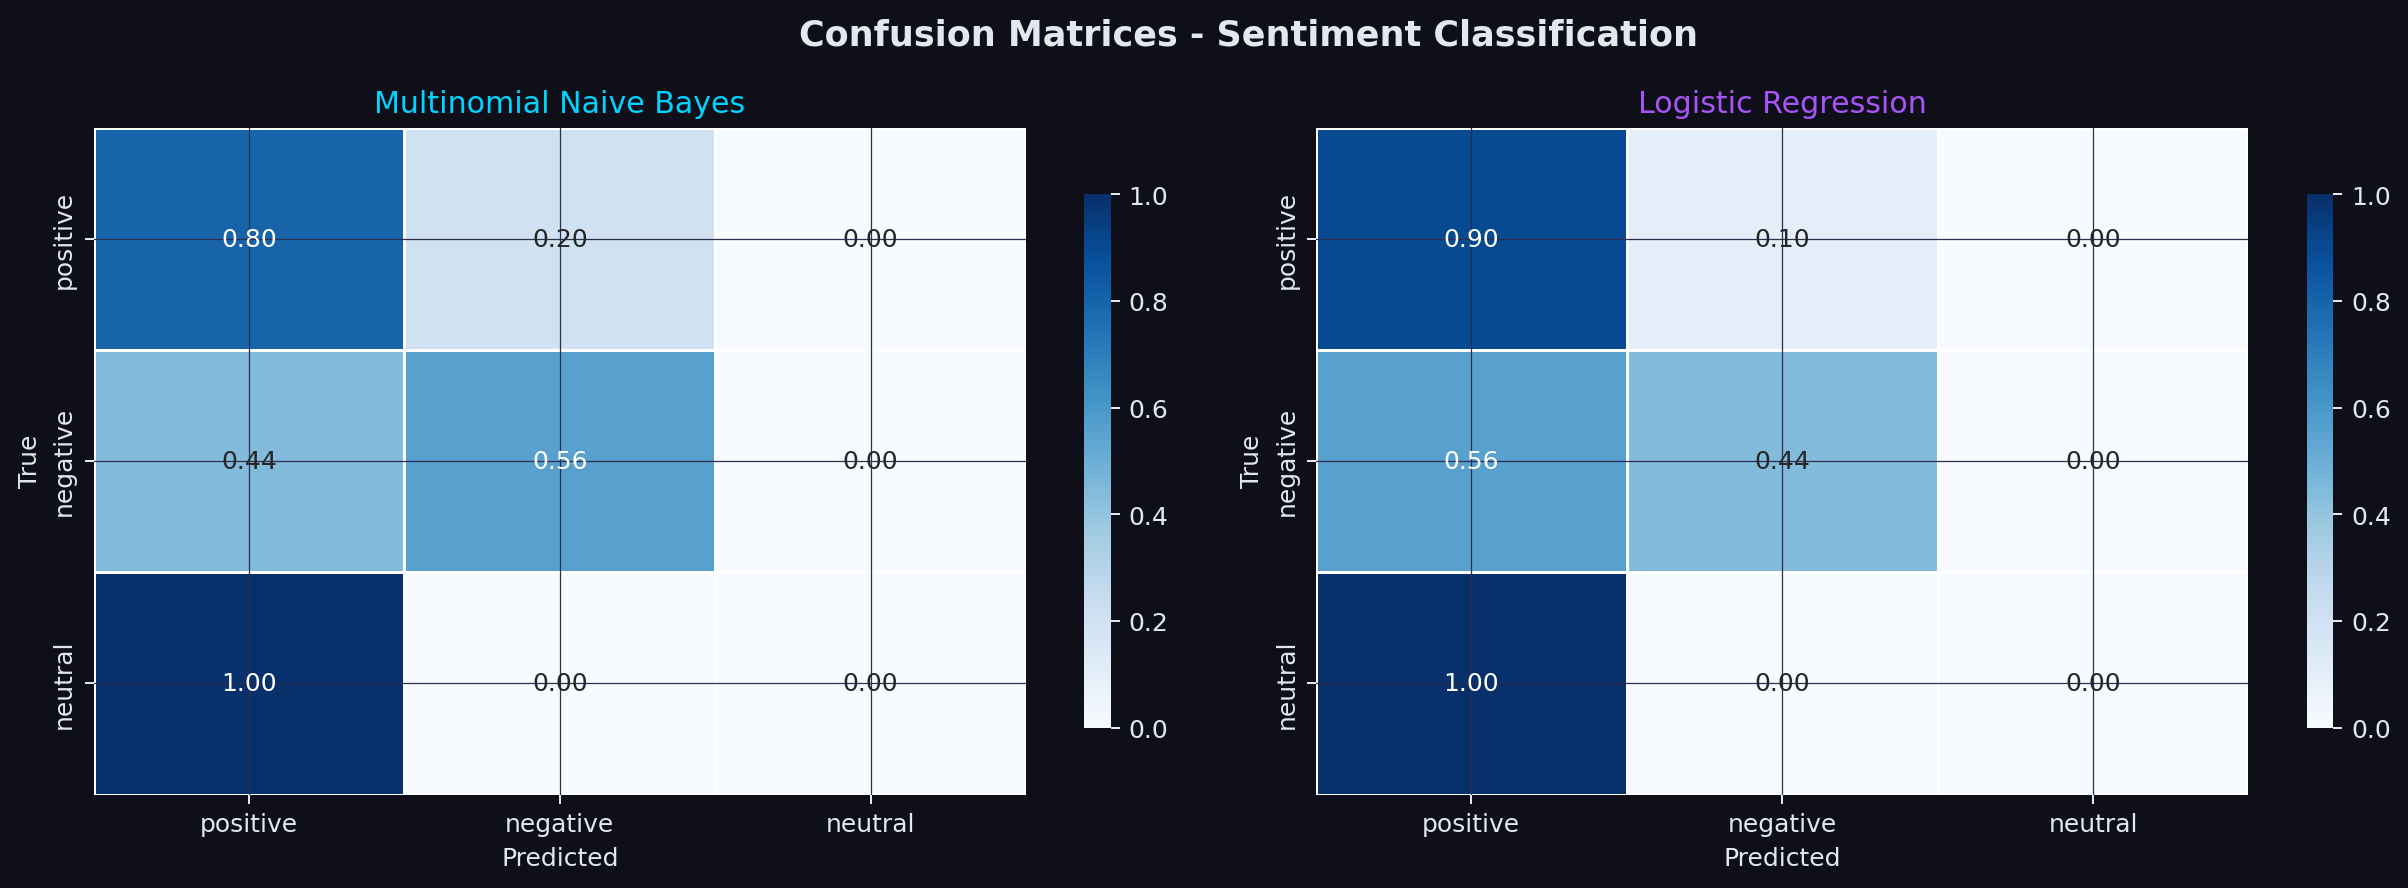 Confusion Matrices - Sentiment Classification
Multinomial Naive Bayes
True
positive
negative
neutral
0.80 0.20 0.00
0.44 0.56 0.00
1.00 0.00 0.00
positive negative neutral
Predicted
1.0
0.8
0.6
0.4
0.2
0.0
Logistic Regression
True
positive
negative
neutral
0.90 0.10 0.00
0.56 0.44 0.00
1.00 0.00 0.00
positive negative neutral
Predicted
1.0
0.8
0.6
0.4
0.2
0.0